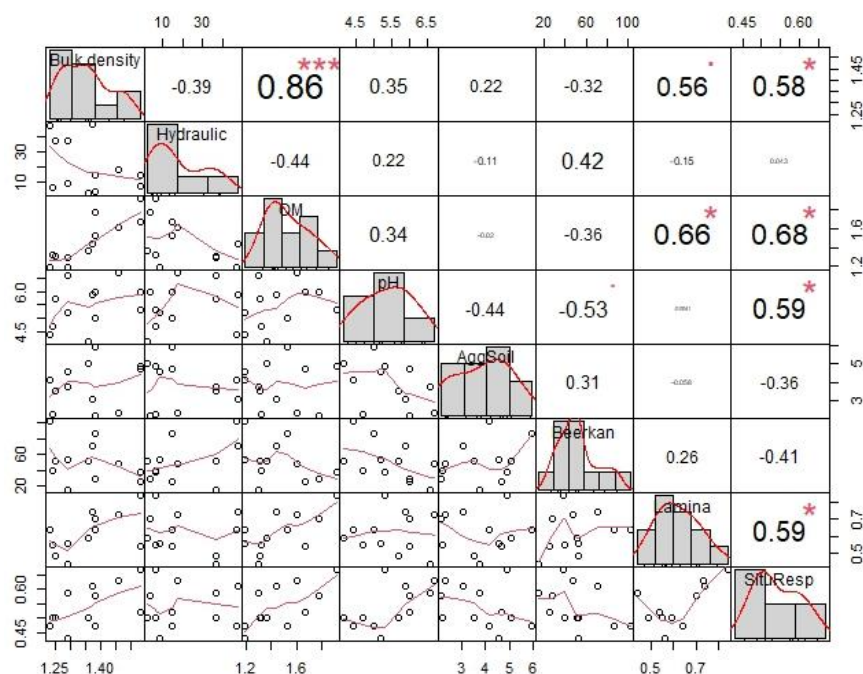 10 30 4.5 5.5 6.5 20 60 100 0.45 0.60
Bulk density -0.39 0.86 *** 0.35 0.22 -0.32 0.56 . 0.58 * 1.25 1.45
10 30 Hydraulic -0.44 0.22 -0.11 0.42 -0.15 0.043
OM 0.34 -0.02 -0.36 0.66 * 0.68 * 1.2 1.6
4.5 6.0 pH -0.44 -0.53 . 0.59 *
AggSoil 0.31 -0.058 -0.36 3 5
20 60 Beerkan 0.26 -0.41
Lamina 0.59 * 0.5 0.7
0.45 0.60 SituResp
1.25 1.40 1.2 1.6 3 4 5 6 0.5 0.7